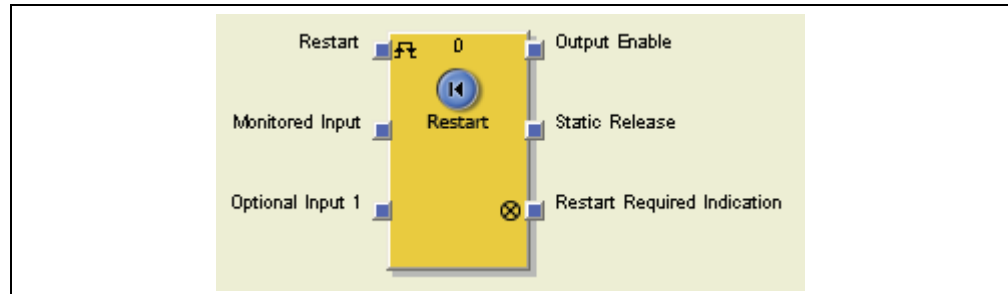 Restart
0
Output Enable
Monitored Input
Restart
Static Release
Optional Input 1
Restart Required Indication